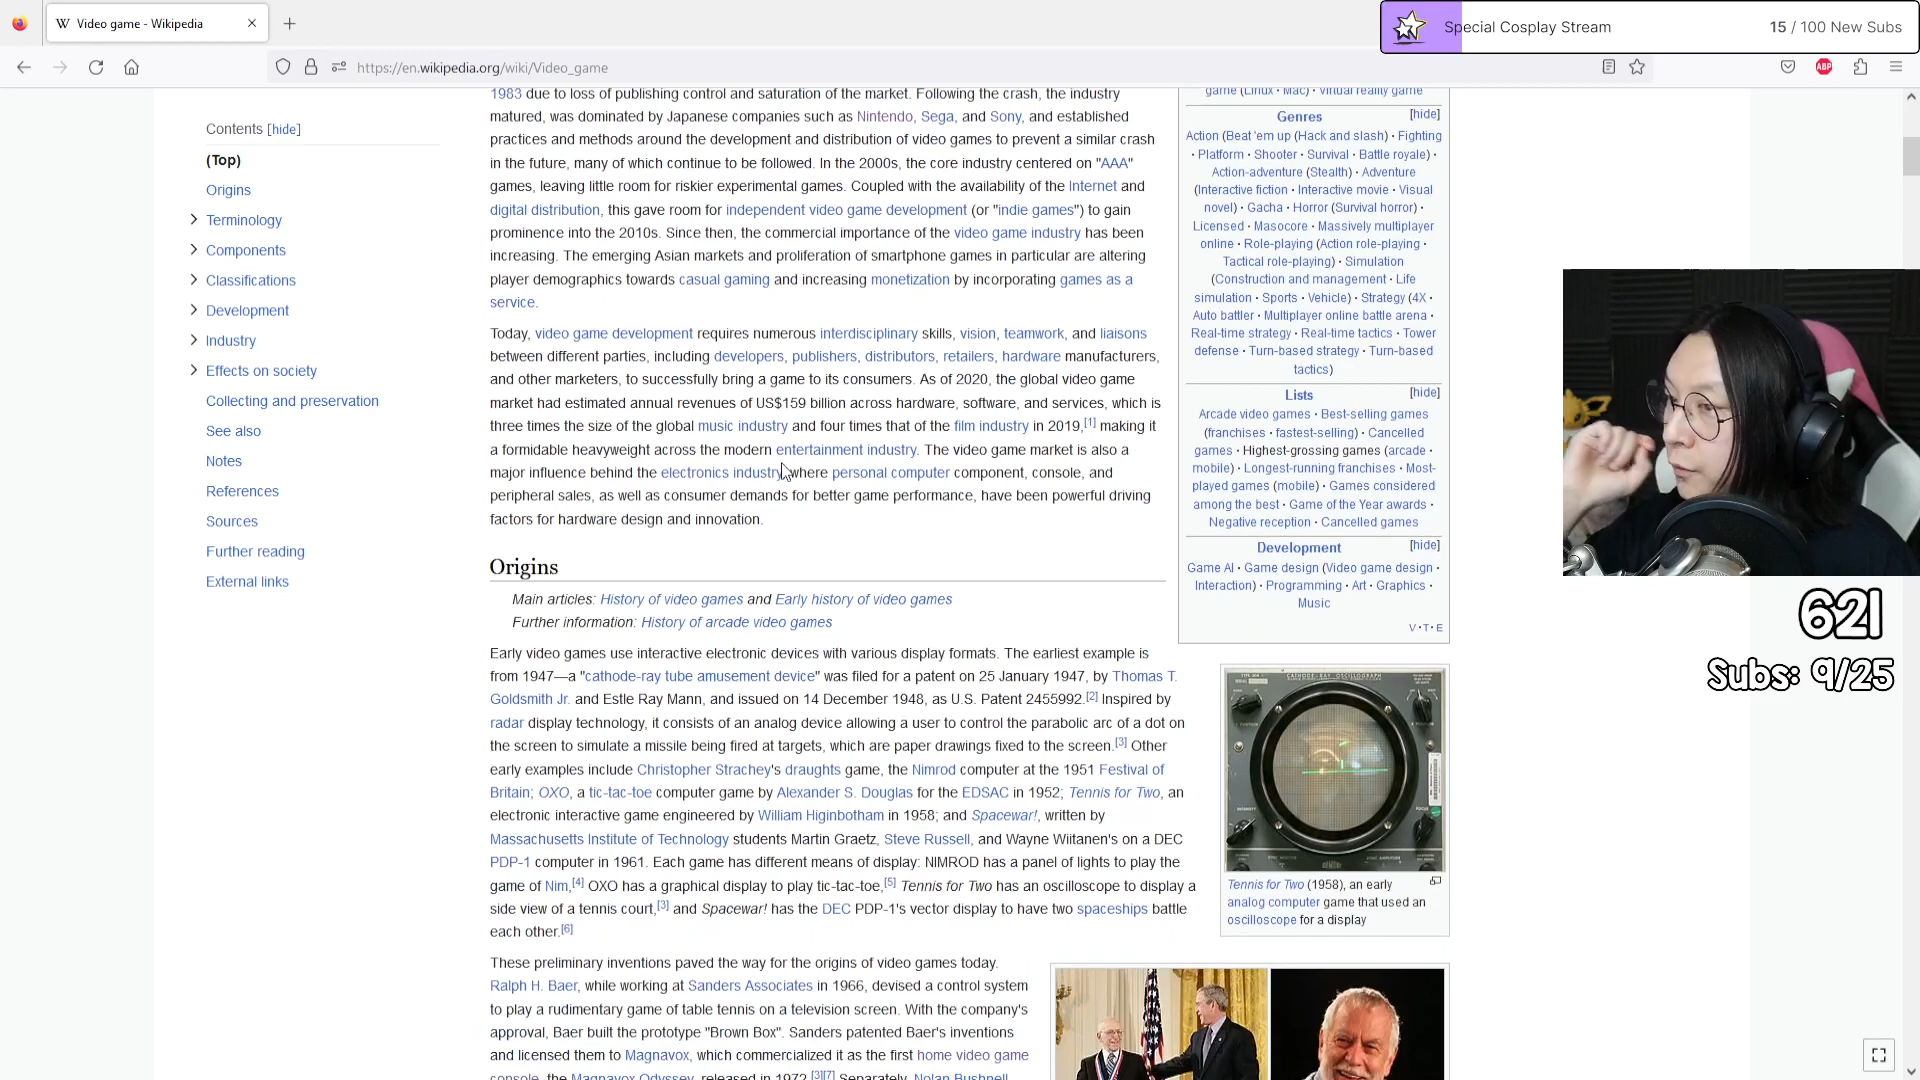 Video game - Wikipedia
Special Cosplay Stream 15 / 100 New Subs
https://en.wikipedia.org/wiki/Video_game
ABP
Contents [hide]
(Top)
Origins
Terminology
Components
Classifications
Development
Industry
Effects on society
Collecting and preservation
See also
Notes
References
Sources
Further reading
External links
1983 due to loss of publishing control and saturation of the market. Following the crash, the industry
matured, was dominated by Japanese companies such as Nintendo, Sega, and Sony, and established
practices and methods around the development and distribution of video games to prevent a similar crash
in the future, many of which continue to be followed. In the 2000s, the core industry centered on "AAA"
games, leaving little room for riskier experimental games. Coupled with the availability of the Internet and
digital distribution, this gave room for independent video game development (or "indie games") to gain
prominence into the 2010s. Since then, the commercial importance of the video game industry has been
increasing. The emerging Asian markets and proliferation of smartphone games in particular are altering
player demographics towards casual gaming and increasing monetization by incorporating games as a
service.
Today, video game development requires numerous interdisciplinary skills, vision, teamwork, and liaisons
between different parties, including developers, publishers, distributors, retailers, hardware manufacturers,
and other marketers, to successfully bring a game to its consumers. As of 2020, the global video game
market had estimated annual revenues of US$159 billion across hardware, software, and services, which is
three times the size of the global music industry and four times that of the film industry in 2019,[1] making it
a formidable heavyweight across the modern entertainment industry. The video game market is also a
major influence behind the electronics industry, where personal computer component, console, and
peripheral sales, as well as consumer demands for better game performance, have been powerful driving
factors for hardware design and innovation.
Origins
Main articles: History of video games and Early history of video games
Further information: History of arcade video games
Early video games use interactive electronic devices with various display formats. The earliest example is
from 1947—a "cathode-ray tube amusement device" was filed for a patent on 25 January 1947, by Thomas T.
Goldsmith Jr. and Estle Ray Mann, and issued on 14 December 1948, as U.S. Patent 2455992.[2] Inspired by
radar display technology, it consists of an analog device allowing a user to control the parabolic arc of a dot on
the screen to simulate a missile being fired at targets, which are paper drawings fixed to the screen.[3] Other
early examples include Christopher Strachey's draughts game, the Nimrod computer at the 1951 Festival of
Britain; OXO, a tic-tac-toe computer game by Alexander S. Douglas for the EDSAC in 1952; Tennis for Two, an
electronic interactive game engineered by William Higinbotham in 1958; and Spacewar!, written by
Massachusetts Institute of Technology students Martin Graetz, Steve Russell, and Wayne Wiitanen's on a DEC
PDP-1 computer in 1961. Each game has different means of display: NIMROD has a panel of lights to play the
game of Nim,[4] OXO has a graphical display to play tic-tac-toe,[5] Tennis for Two has an oscilloscope to display a
side view of a tennis court,[3] and Spacewar! has the DEC PDP-1's vector display to have two spaceships battle
each other.[6]
These preliminary inventions paved the way for the origins of video games today.
Ralph H. Baer, while working at Sanders Associates in 1966, devised a control system
to play a rudimentary game of table tennis on a television screen. With the company's
approval, Baer built the prototype "Brown Box". Sanders patented Baer's inventions
and licensed them to Magnavox, which commercialized it as the first home video game
console, the Magnavox Odyssey, released in 1972.[3][7] Separately, Nolan Bushnell
game (Linux · Mac) · Virtual reality game
Genres [hide]
Action (Beat 'em up (Hack and slash) · Fighting
· Platform · Shooter · Survival · Battle royale) ·
Action-adventure (Stealth) · Adventure
(Interactive fiction · Interactive movie · Visual
novel) · Gacha · Horror (Survival horror) ·
Licensed · Masocore · Massively multiplayer
online · Role-playing (Action role-playing ·
Tactical role-playing) · Simulation
(Construction and management · Life
simulation · Sports · Vehicle) · Strategy (4X ·
Auto battler · Multiplayer online battle arena ·
Real-time strategy · Real-time tactics · Tower
defense · Turn-based strategy · Turn-based
tactics)
Lists [hide]
Arcade video games · Best-selling games
(franchises · fastest-selling) · Cancelled
games · Highest-grossing games (arcade ·
mobile) · Longest-running franchises · Most-
played games (mobile) · Games considered
among the best · Game of the Year awards ·
Negative reception · Cancelled games
Development [hide]
Game AI · Game design (Video game design ·
Interaction) · Programming · Art · Graphics ·
Music
V · T · E
CATHODE-RAY OSCILLOGRAPH
Tennis for Two (1958), an early
analog computer game that used an
oscilloscope for a display
621
Subs: 9/25